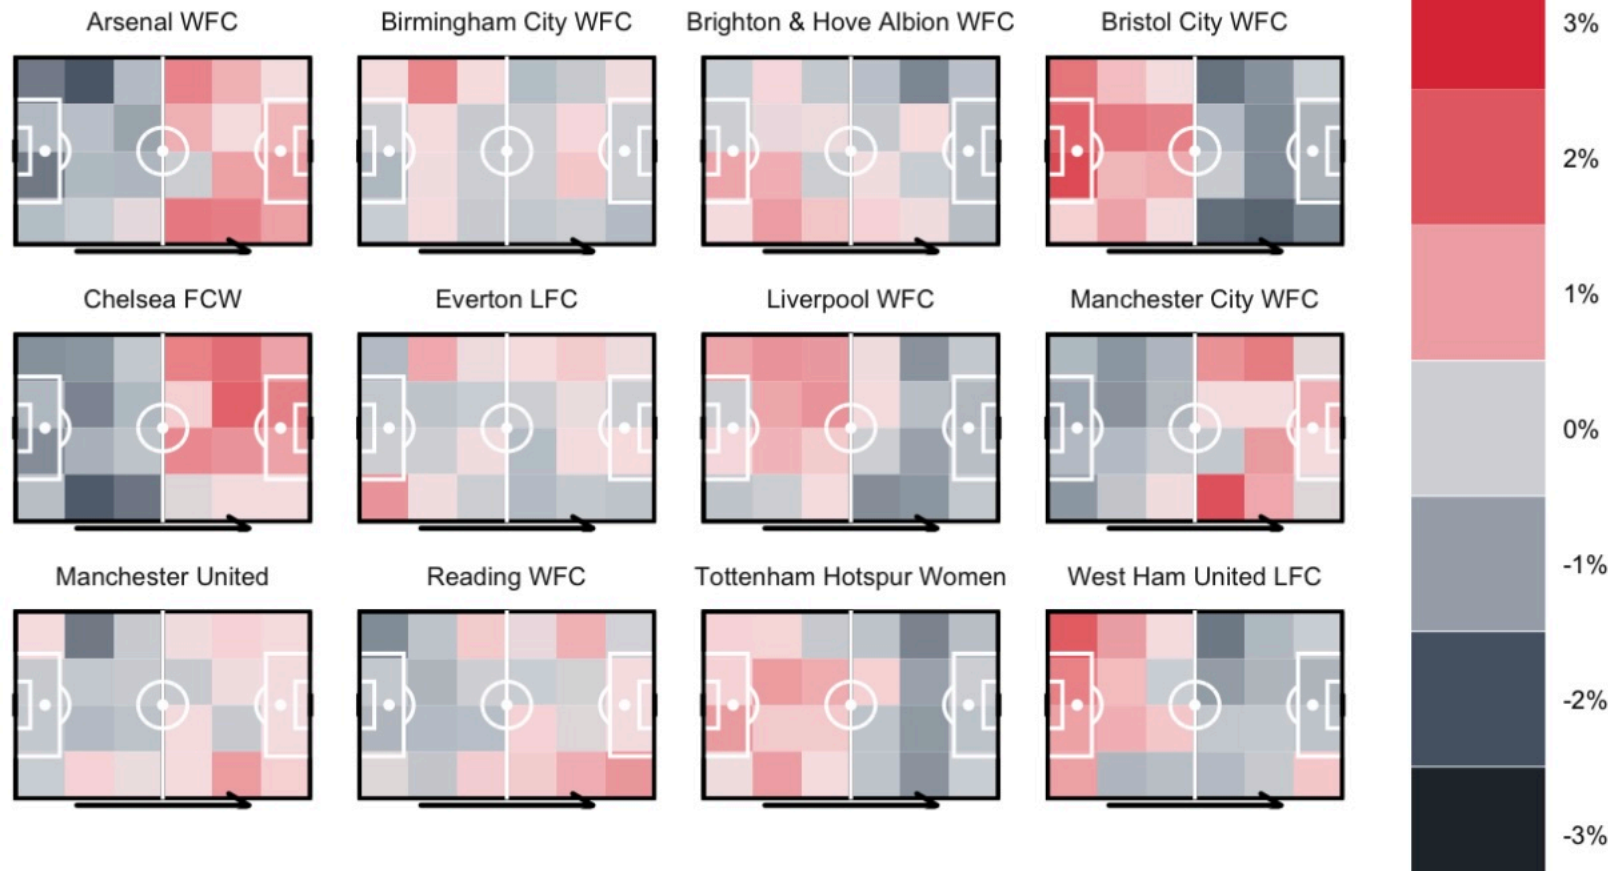 Arsenal WFC
Birmingham City WFC
Brighton & Hove Albion WFC
Bristol City WFC
Chelsea FCW
Everton LFC
Liverpool WFC
Manchester City WFC
Manchester United
Reading WFC
Tottenham Hotspur Women
West Ham United LFC
3%
2%
1%
0%
-1%
-2%
-3%